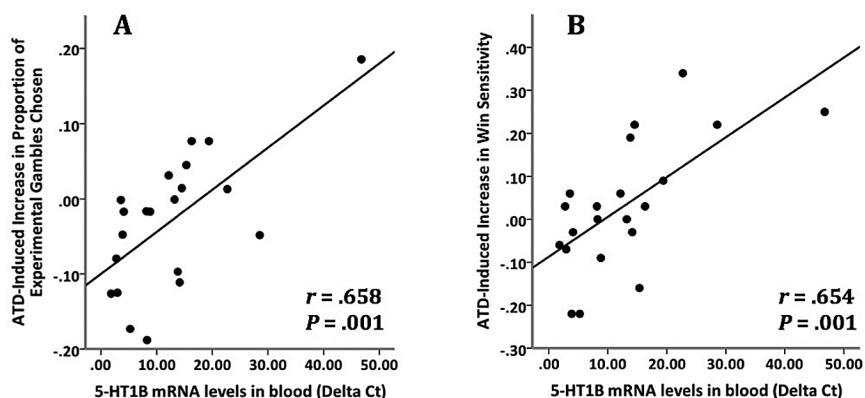 A
ATD-Induced Increase in Proportion of
Experimental Gambles Chosen
.20
.10
.00
-.10
-.20
r = .658
P = .001
.00 10.00 20.00 30.00 40.00 50.00
5-HT1B mRNA levels in blood (Delta Ct)
B
ATD-Induced Increase in Win Sensitivity
.40
.30
.20
.10
.00
-.10
-.20
-.30
r = .654
P = .001
.00 10.00 20.00 30.00 40.00 50.00
5-HT1B mRNA levels in blood (Delta Ct)